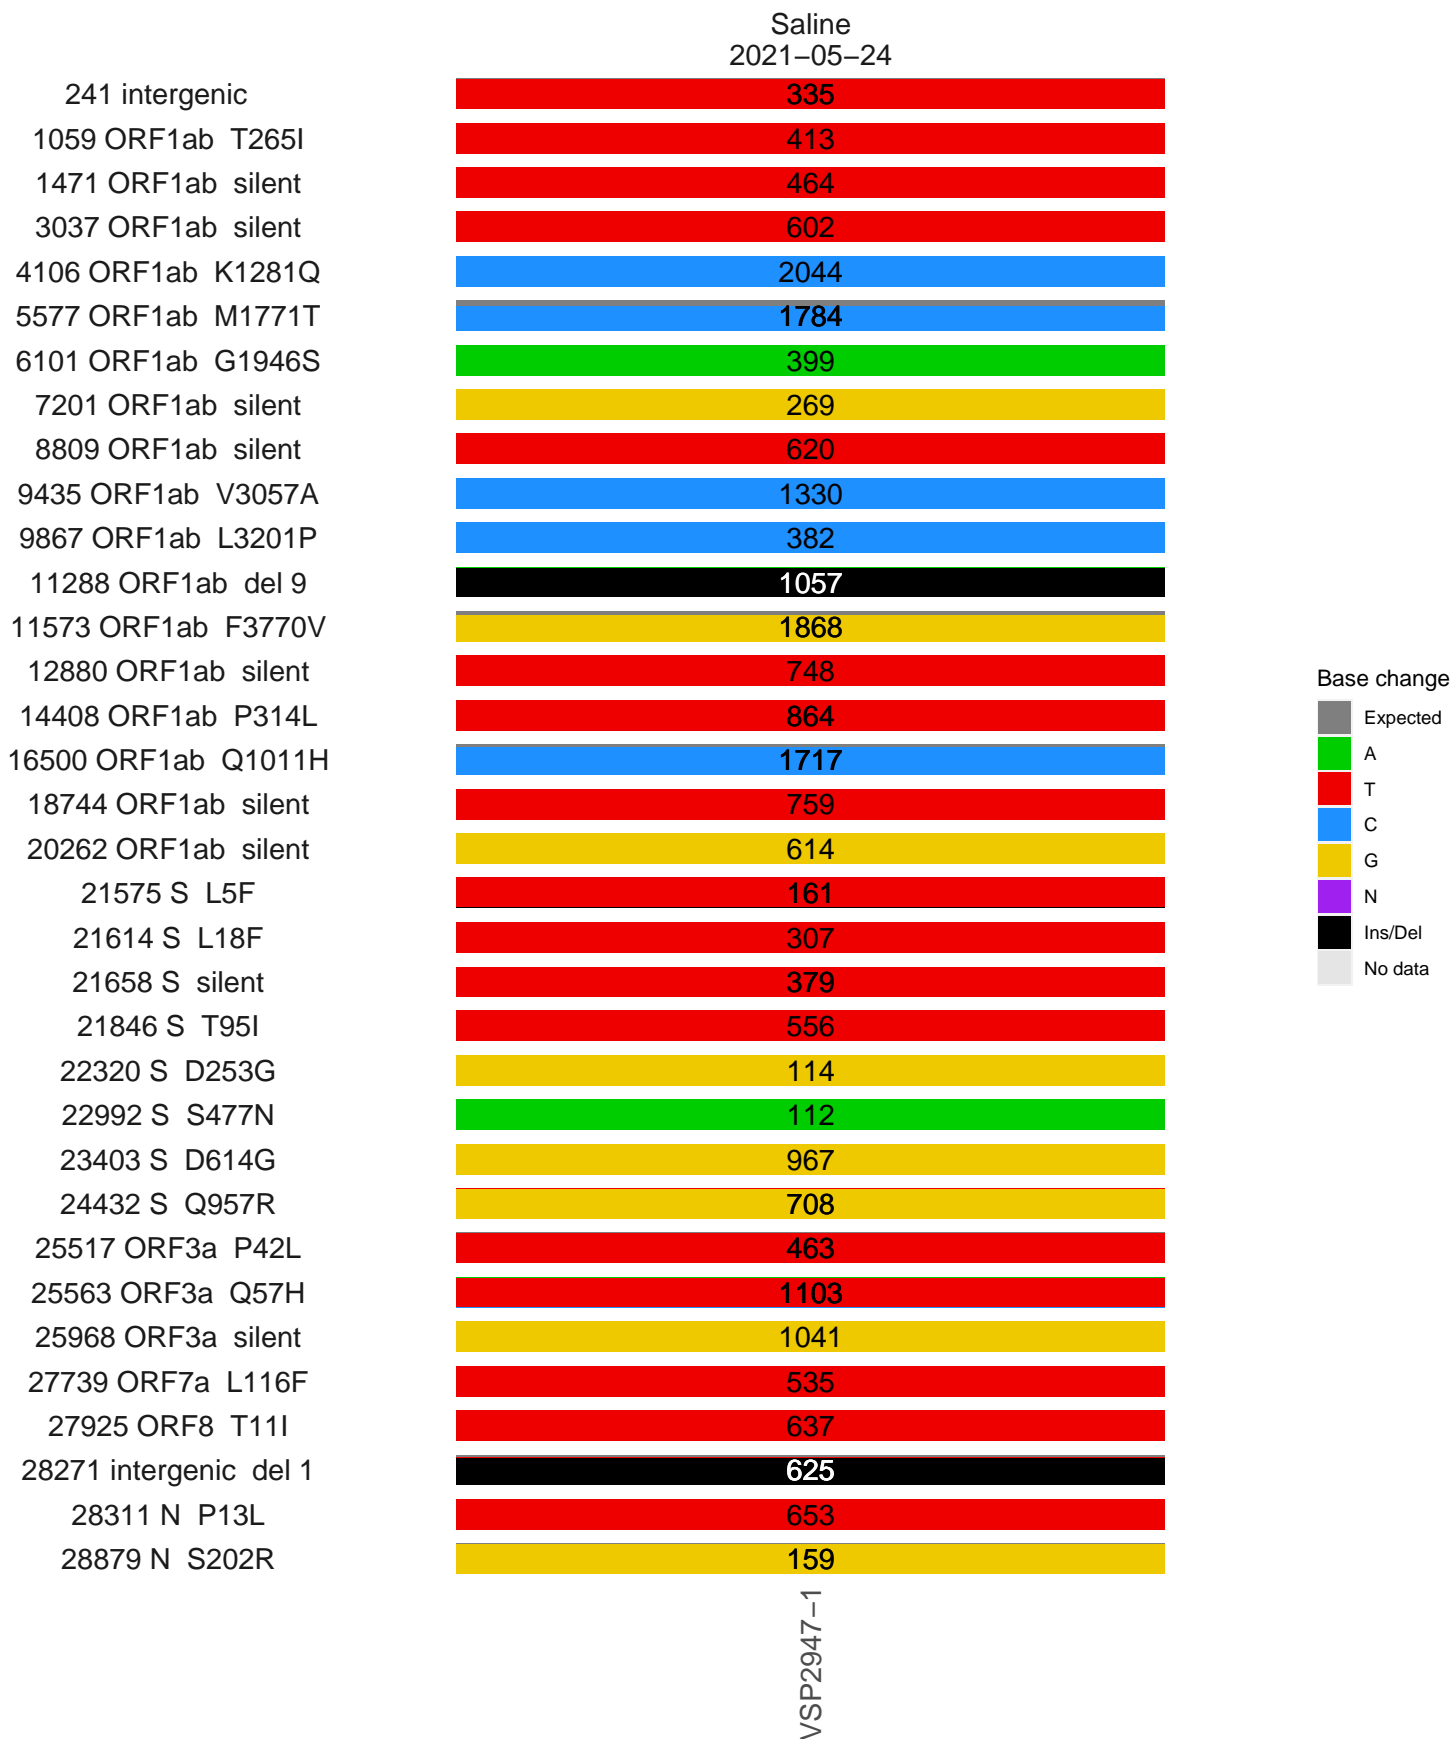 Saline
2021−05−24
241 intergenic 335
1059 ORF1ab T265I 413
1471 ORF1ab silent 464
3037 ORF1ab silent 602
4106 ORF1ab K1281Q 2044
5577 ORF1ab M1771T 1784
6101 ORF1ab G1946S 399
7201 ORF1ab silent 269
8809 ORF1ab silent 620
9435 ORF1ab V3057A 1330
9867 ORF1ab L3201P 382
11288 ORF1ab del 9 1057
11573 ORF1ab F3770V 1868
12880 ORF1ab silent 748
14408 ORF1ab P314L 864
16500 ORF1ab Q1011H 1717
18744 ORF1ab silent 759
20262 ORF1ab silent 614
21575 S L5F 161
21614 S L18F 307
21658 S silent 379
21846 S T95I 556
22320 S D253G 114
22992 S S477N 112
23403 S D614G 967
24432 S Q957R 708
25517 ORF3a P42L 463
25563 ORF3a Q57H 1103
25968 ORF3a silent 1041
27739 ORF7a L116F 535
27925 ORF8 T11I 637
28271 intergenic del 1 625
28311 N P13L 653
28879 N S202R 159
VSP2947−1
Base change
Expected
A
T
C
G
N
Ins/Del
No data